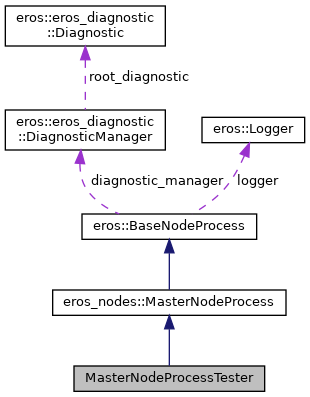 eros::eros_diagnostic
::Diagnostic
root_diagnostic
eros::eros_diagnostic
::DiagnosticManager
eros::Logger
diagnostic_manager
logger
eros::BaseNodeProcess
eros_nodes::MasterNodeProcess
MasterNodeProcessTester